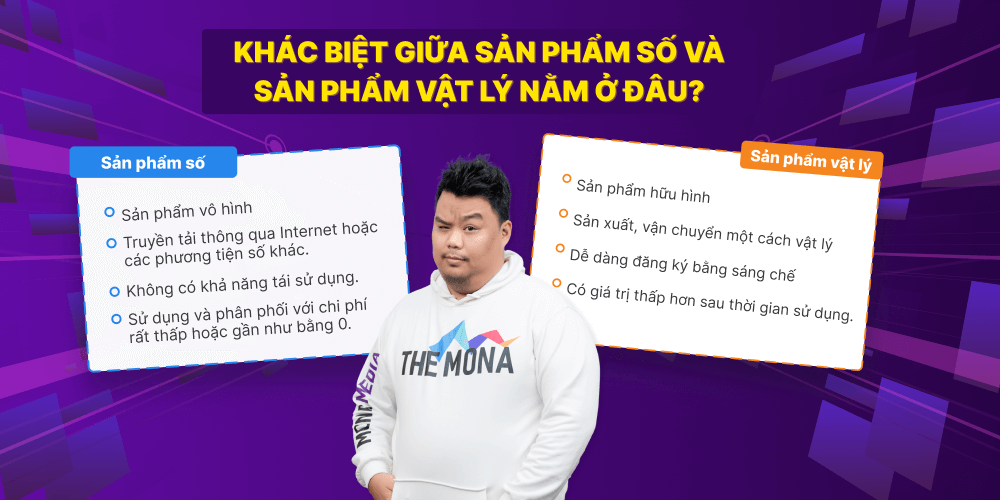 KHÁC BIỆT GIỮA SẢN PHẨM SỐ VÀ
SẢN PHẨM VẬT LÝ NẰM Ở ĐÂU?
Sản phẩm số
Sản phẩm vô hình
Truyền tải thông qua Internet hoặc
các phương tiện số khác.
Không có khả năng tái sử dụng.
Sử dụng và phân phối với chi phí
rất thấp hoặc gần như bằng 0.
Sản phẩm vật lý
Sản phẩm hữu hình
Sản xuất, vận chuyển một cách vật lý
Dễ dàng đăng ký bằng sáng chế
Có giá trị thấp hơn sau thời gian sử dụng.
THE MONA
MONA MEDIA